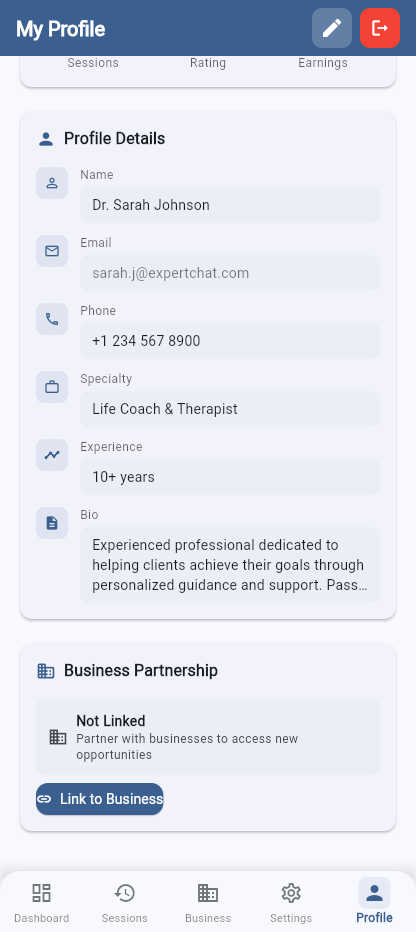 My Profile
Sessions Rating Earnings
Profile Details
Name
Dr. Sarah Johnson
Email
sarah.j@expertchat.com
Phone
+1 234 567 8900
Specialty
Life Coach & Therapist
Experience
10+ years
Bio
Experienced professional dedicated to
helping clients achieve their goals through
personalized guidance and support. Pass…
Business Partnership
Not Linked
Partner with businesses to access new
opportunities
Link to Business
Dashboard Sessions Business Settings Profile